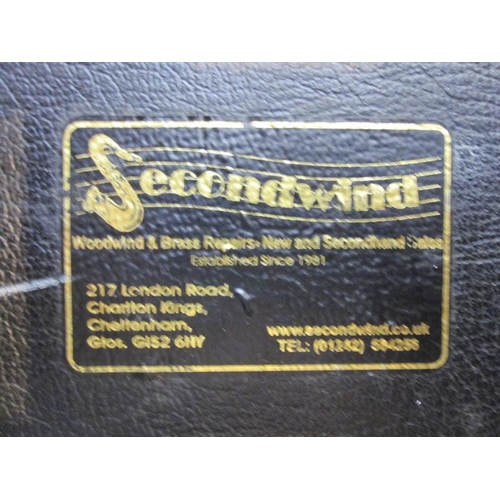 Secondwind
Woodwind & Brass Repairs • New and Secondhand Sales
Established Since 1981
217 London Road,
Charlton Kings,
Cheltenham,
Glos. Gl52 6HY
www.secondwind.co.uk
TEL: (01242)